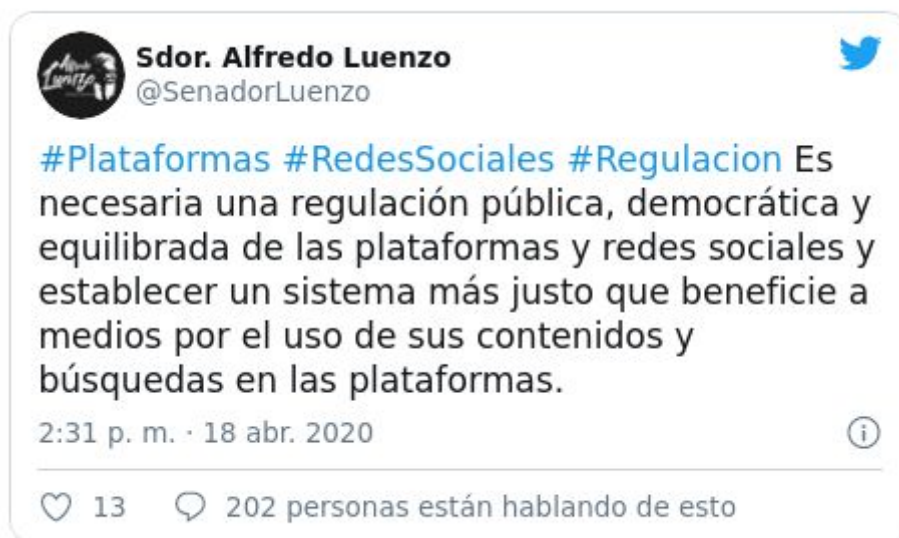 Sdor. Alfredo Luenzo
@SenadorLuenzo
#Plataformas #RedesSociales #Regulacion Es
necesaria una regulación pública, democrática y
equilibrada de las plataformas y redes sociales y
establecer un sistema más justo que beneficie a
medios por el uso de sus contenidos y
búsquedas en las plataformas.
2:31 p. m. · 18 abr. 2020
13
202 personas están hablando de esto